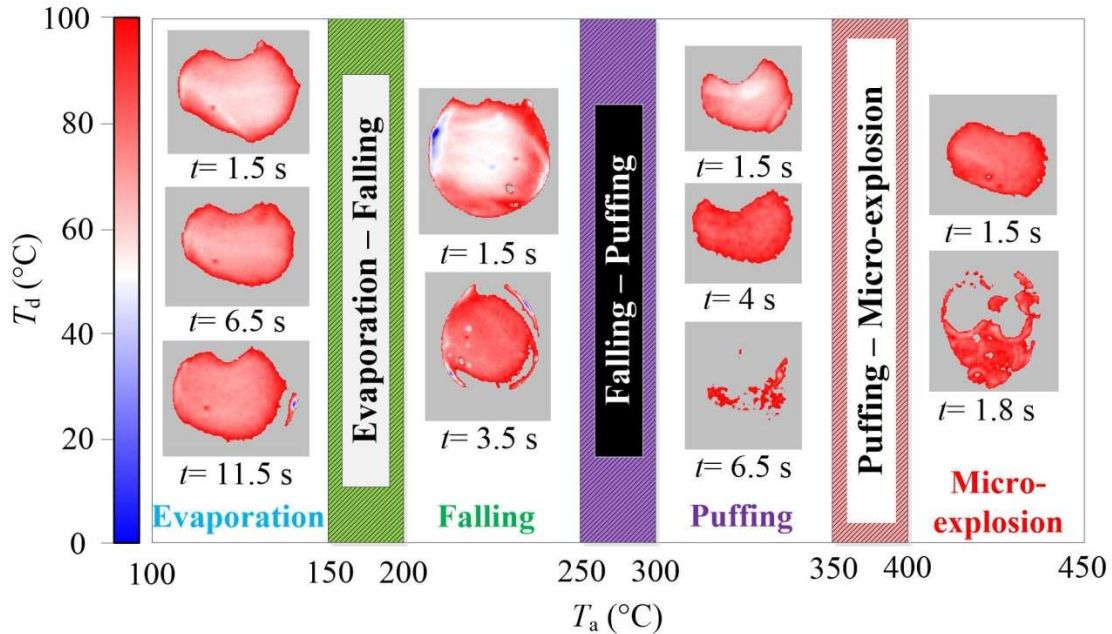 100
80
60
40
20
0
T_d (°C)
t= 1.5 s
t= 6.5 s
t= 11.5 s
Evaporation
Evaporation – Falling
t= 1.5 s
t= 3.5 s
Falling
Falling – Puffing
t= 1.5 s
t= 4 s
t= 6.5 s
Puffing
Puffing – Micro-explosion
t= 1.5 s
t= 1.8 s
Micro-
explosion
100 150 200 250 300 350 400 450
T_a (°C)